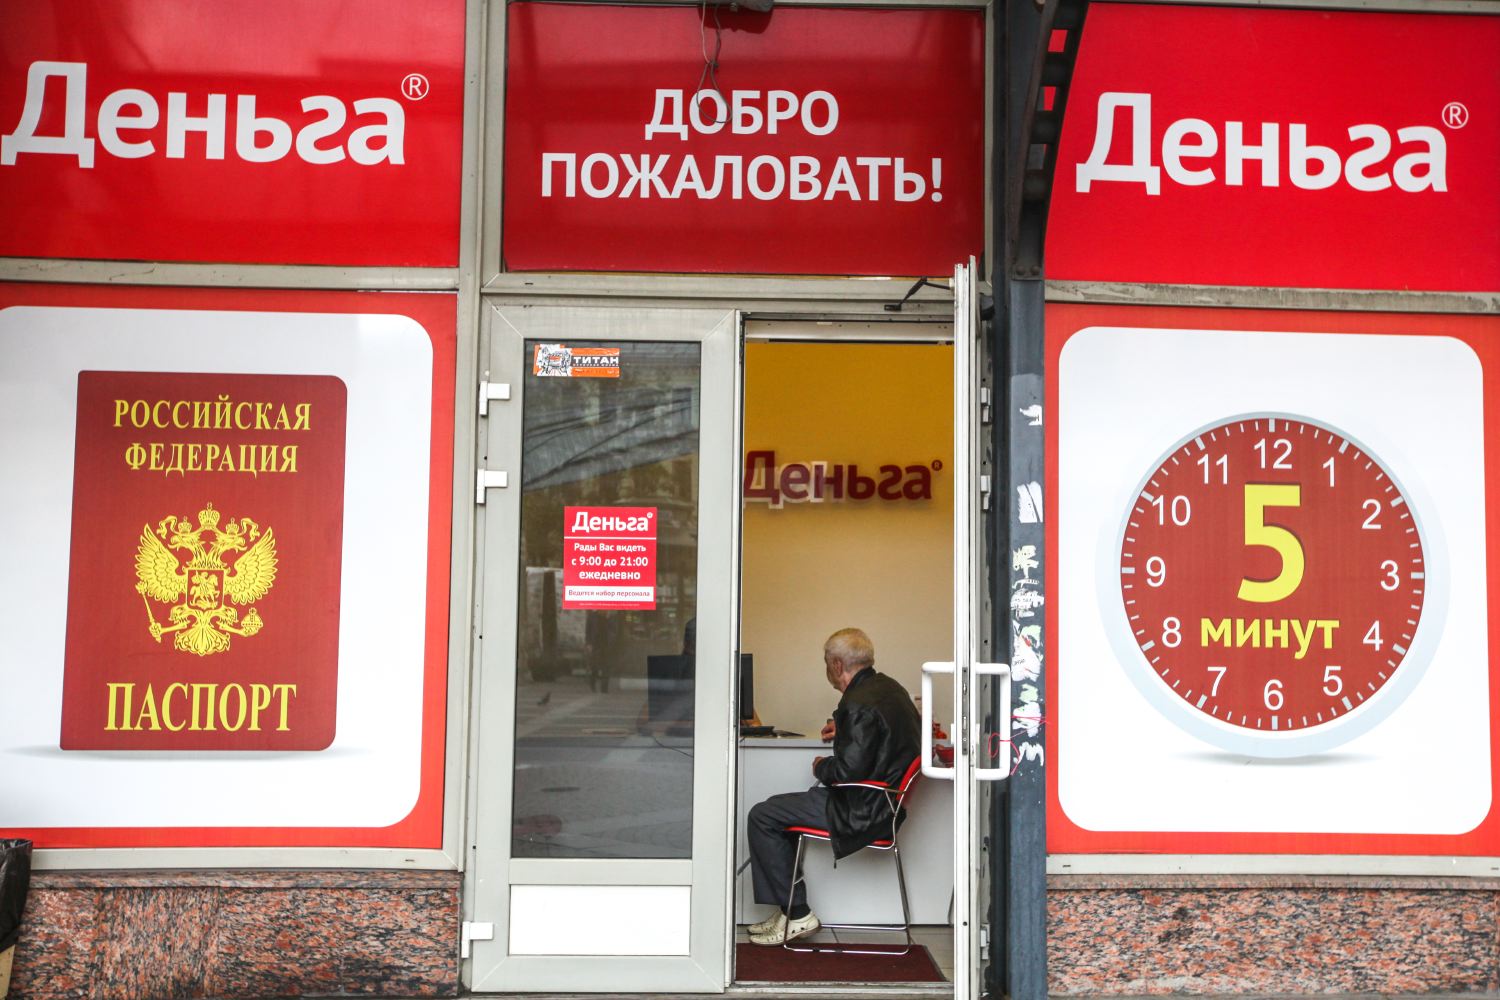 Деньга®
ДОБРО
ПОЖАЛОВАТЬ!
Деньга®
РОССИЙСКАЯ
ФЕДЕРАЦИЯ
ПАСПОРТ
ТИТАН
Деньга®
Рады Вас видеть
с 9:00 до 21:00
ежедневно
Ведется набор персонала
Деньга®
12
11
1
10
2
9
3
8
4
7
5
6
5
минут